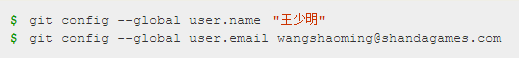 $ git config --global user.name "王少明"
$ git config --global user.email wangshaoming@shandagames.com